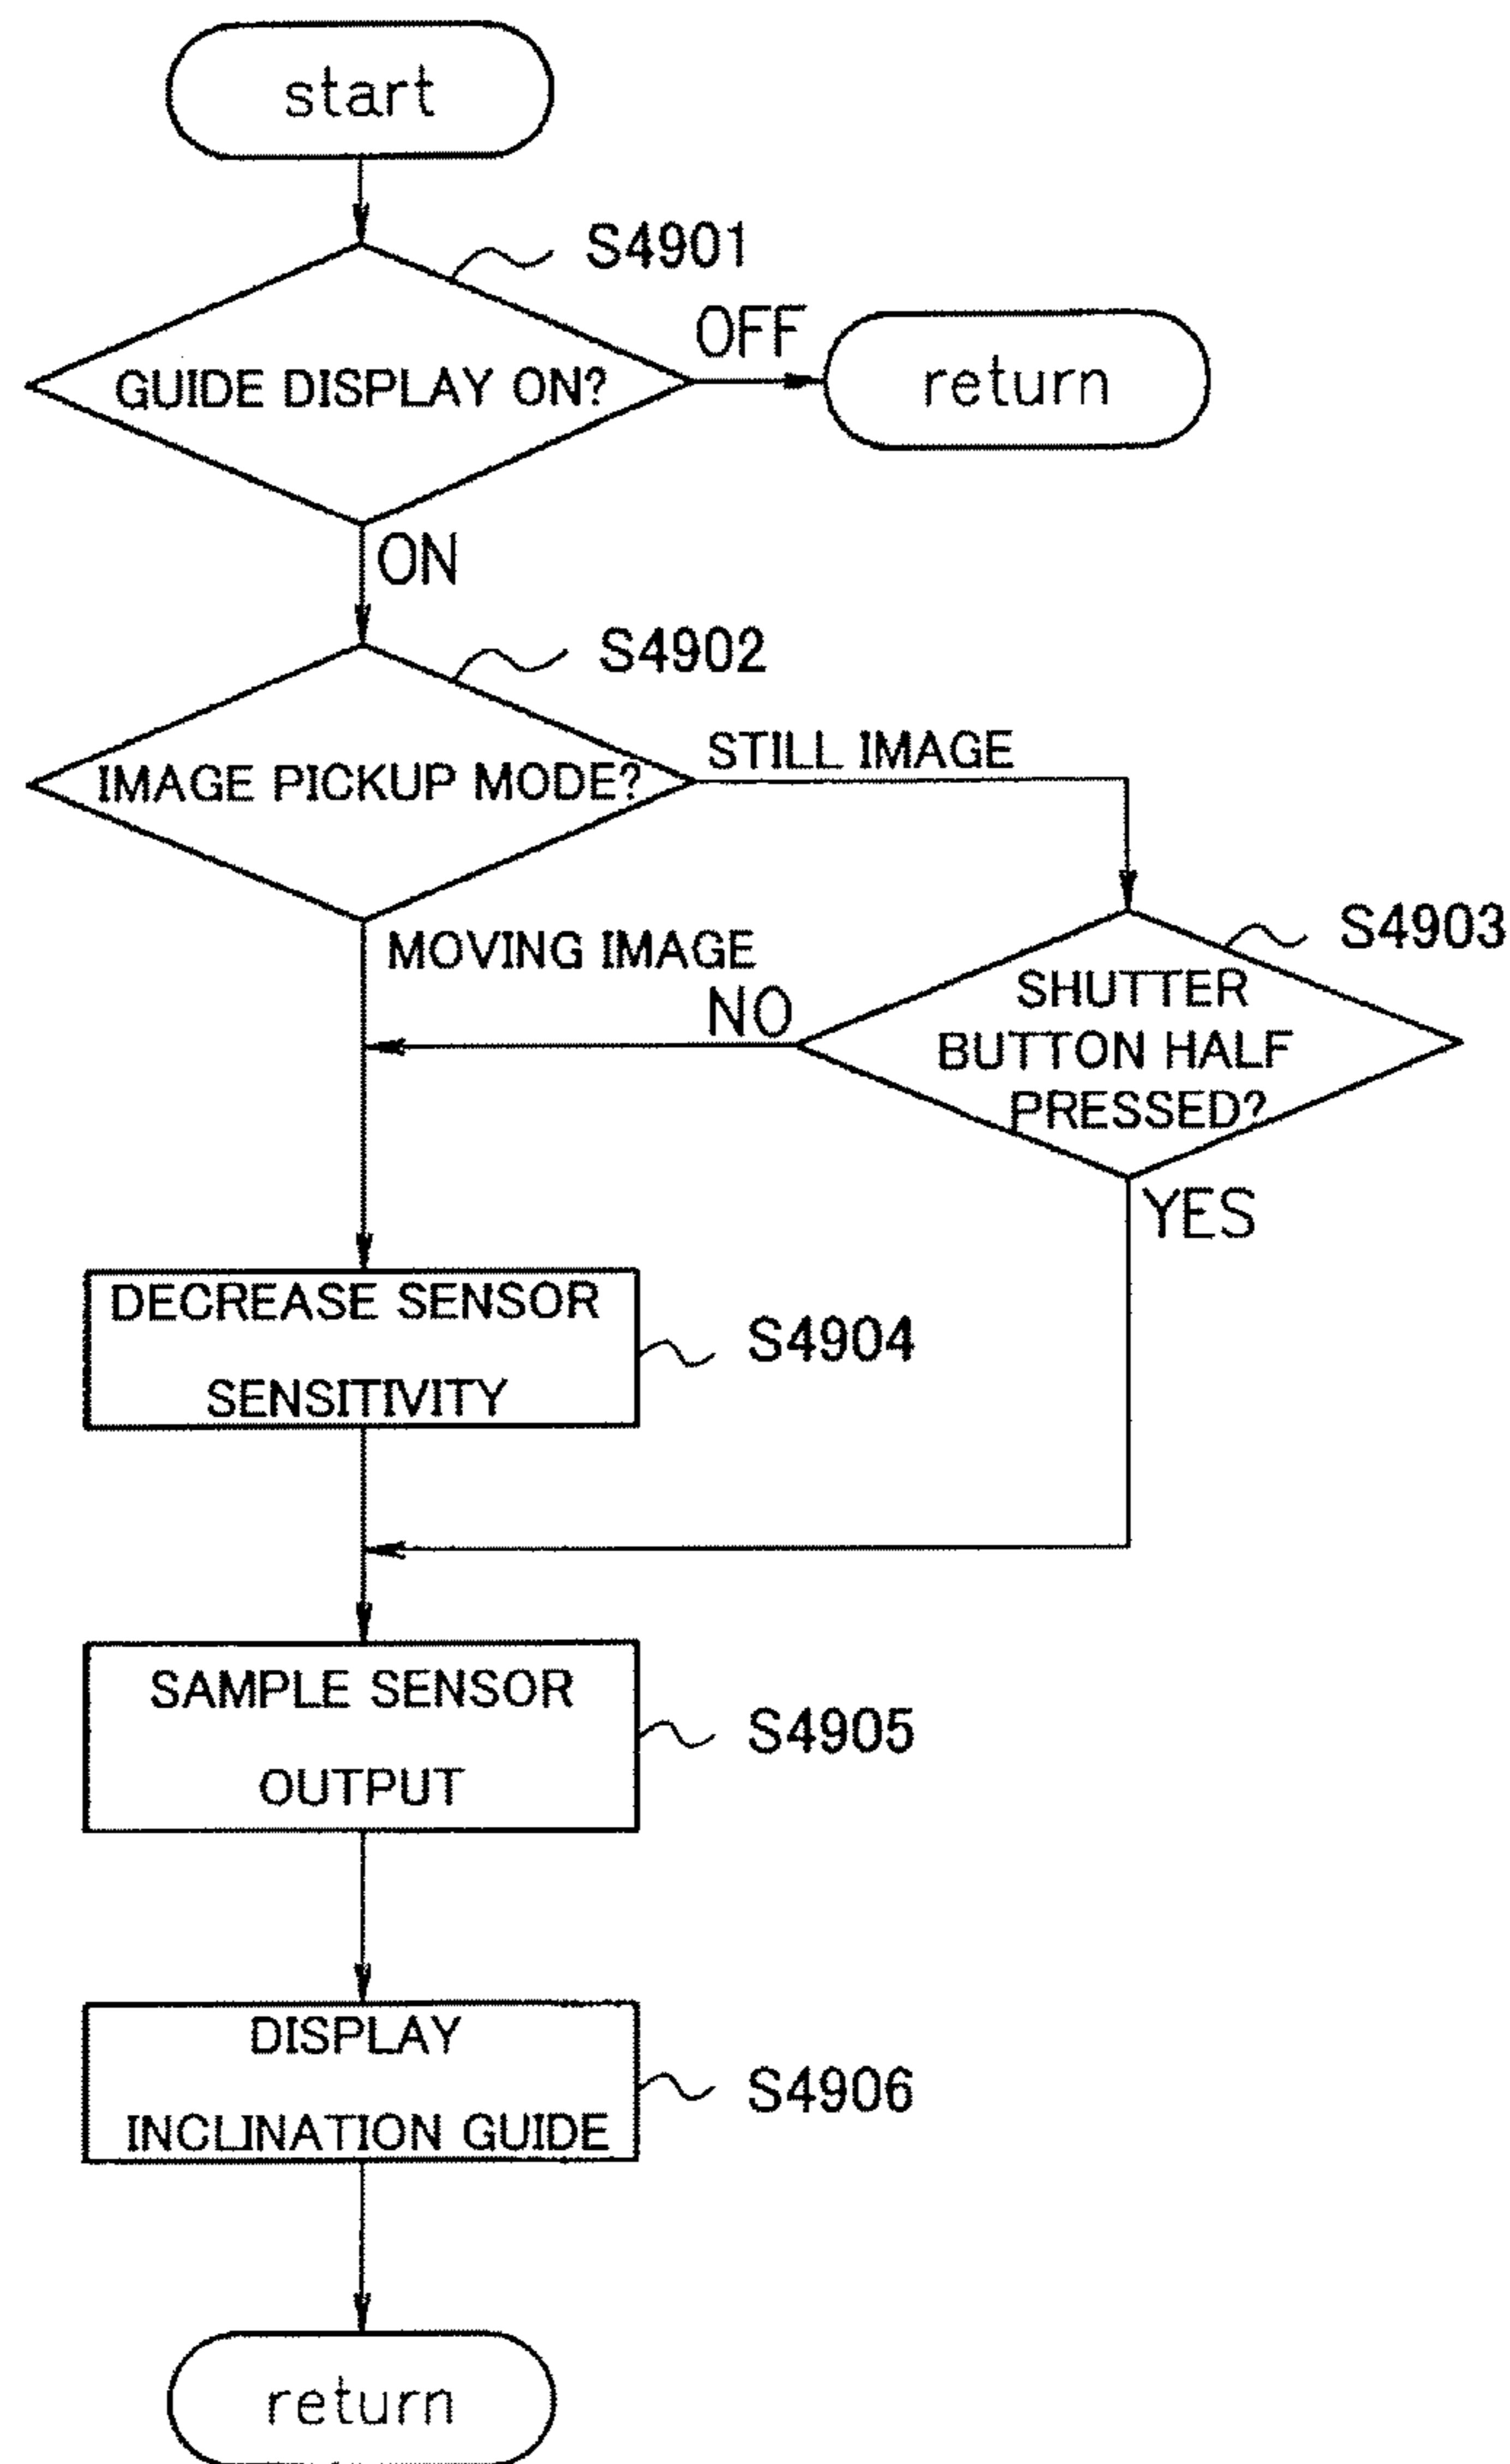 start
S4901
GUIDE DISPLAY ON?
OFF
return
ON
S4902
IMAGE PICKUP MODE?
STILL IMAGE
MOVING IMAGE
S4903
SHUTTER
BUTTON HALF
PRESSED?
NO
YES
DECREASE SENSOR
SENSITIVITY
S4904
SAMPLE SENSOR
OUTPUT
S4905
DISPLAY
INCLINATION GUIDE
S4906
return